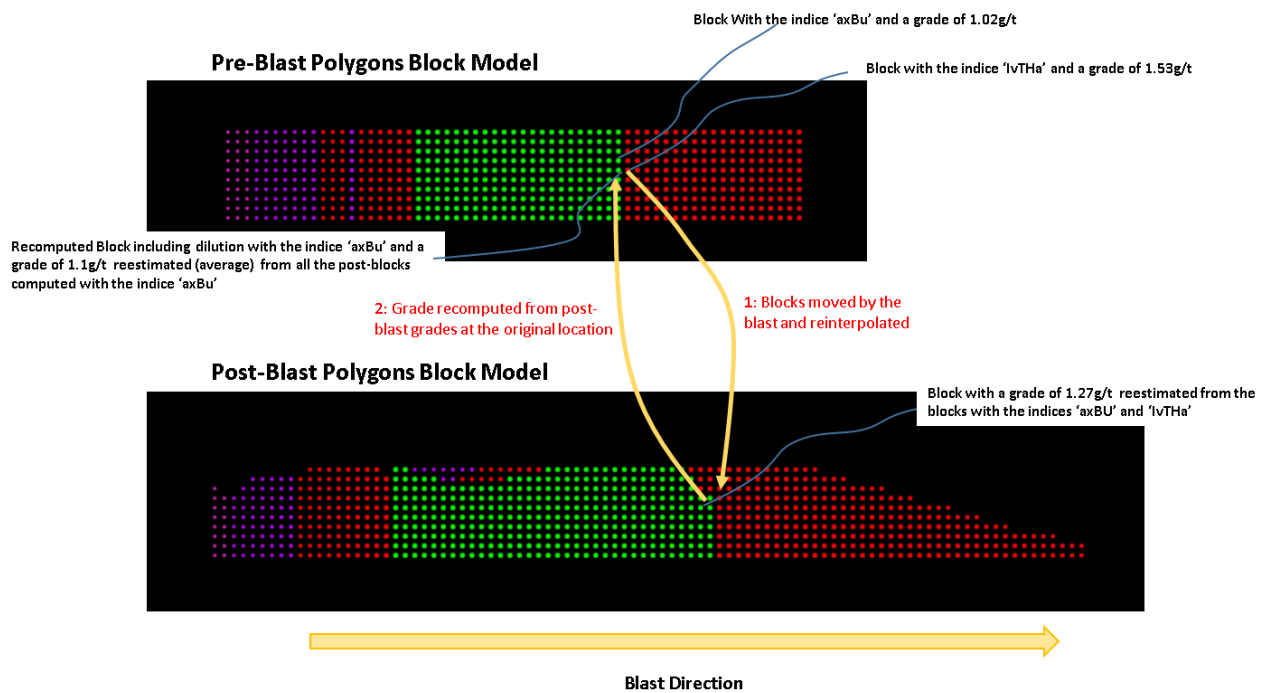 Block With the indice ‘axBu’ and a grade of 1.02g/t
Pre-Blast Polygons Block Model
Block with the indice ‘IvTHa’ and a grade of 1.53g/t
Recomputed Block including dilution with the indice ‘axBu’ and a
grade of 1.1g/t reestimated (average) from all the post-blocks
computed with the indice ‘axBu’
2: Grade recomputed from post-
blast grades at the original location
1: Blocks moved by the
blast and reinterpolated
Post-Blast Polygons Block Model
Block with a grade of 1.27g/t reestimated from the
blocks with the indices ‘axBU’ and ‘IvTHa’
Blast Direction